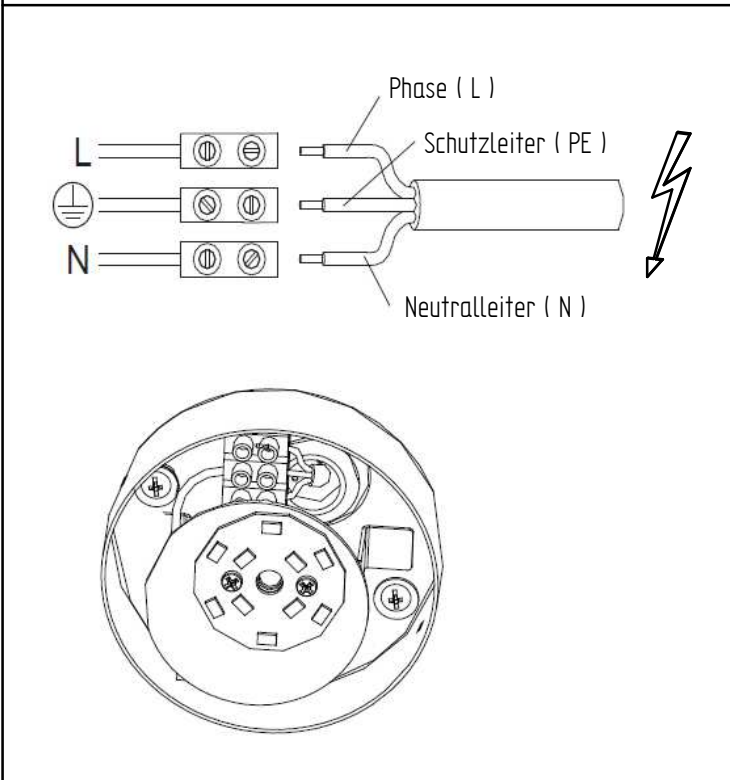 Phase ( L )
L
Schutzleiter ( PE )
N
Neutralleiter ( N )